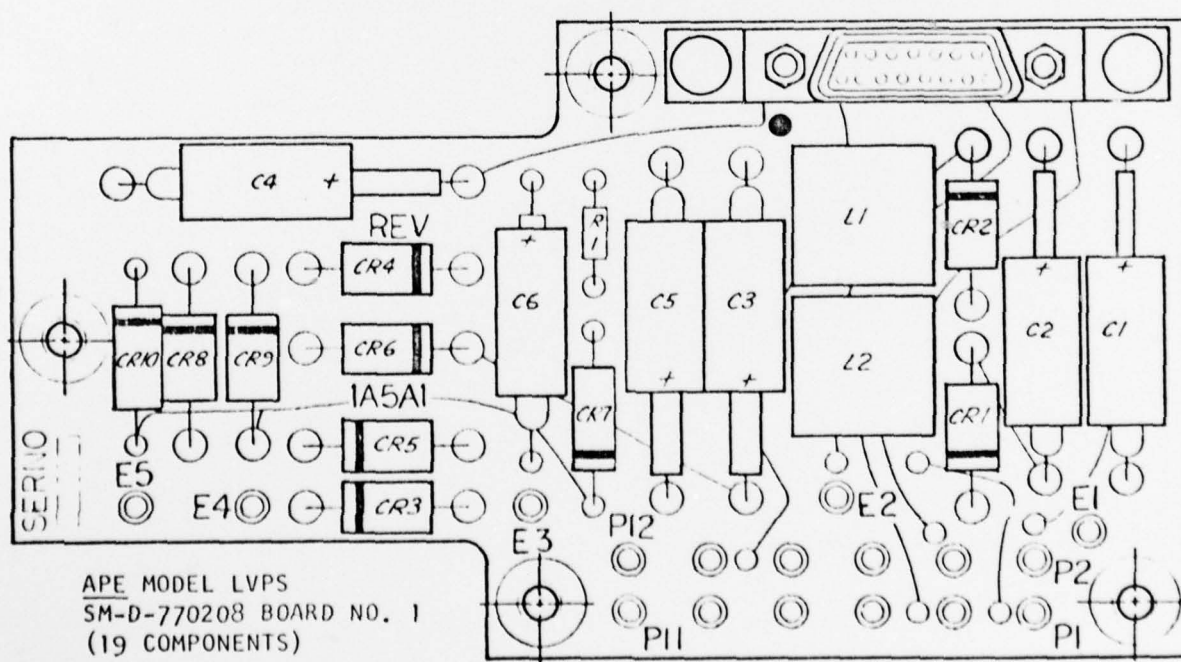 C4 +
REV
L1
CR2
R1
+
C6
C5
C3
+
C2
+
C1
CR4
CR10
CR8
CR9
CR6
L2
+
+
1A5A1
CR7
CR1
CR5
SERNO
E5
E4
CR3
E3
P12
E2
E1
P2
P11
P1
APE MODEL LVPS
SM-D-770208 BOARD NO. 1
(19 COMPONENTS)